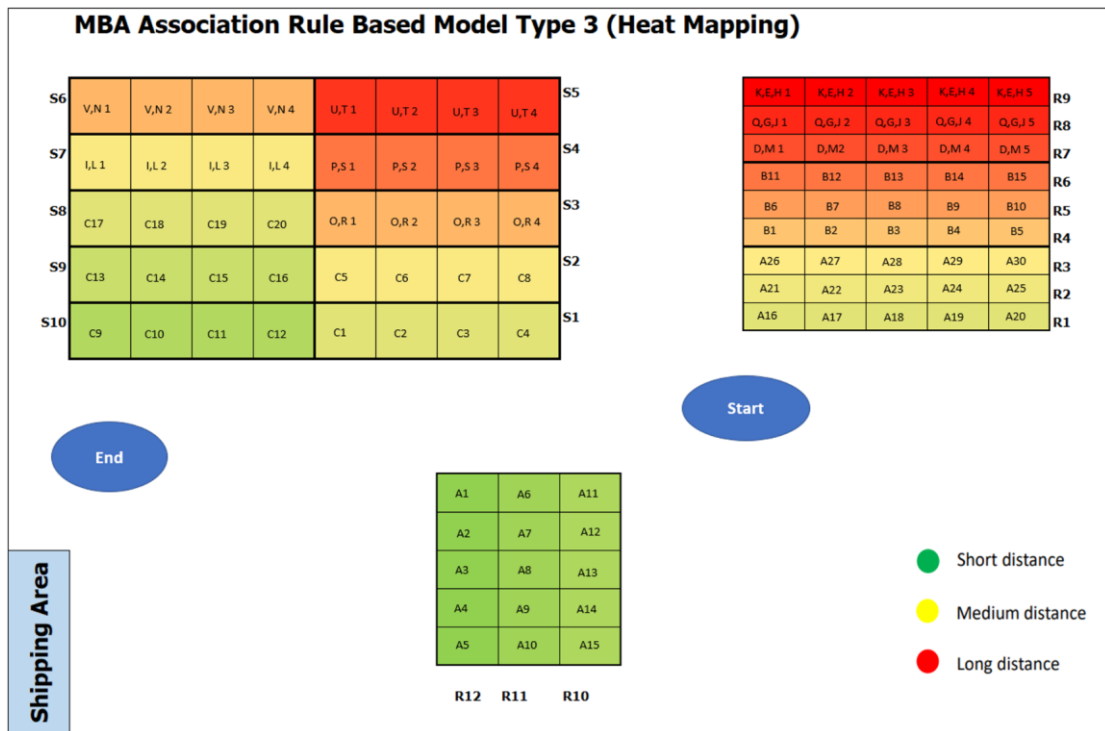 MBA Association Rule Based Model Type 3 (Heat Mapping)
S6 V,N 1 V,N 2 V,N 3 V,N 4 U,T 1 U,T 2 U,T 3 U,T 4 S5
S7 I,L 1 I,L 2 I,L 3 I,L 4 P,S 1 P,S 2 P,S 3 P,S 4 S4
S8 C17 C18 C19 C20 O,R 1 O,R 2 O,R 3 O,R 4 S3
S9 C13 C14 C15 C16 C5 C6 C7 C8 S2
S10 C9 C10 C11 C12 C1 C2 C3 C4 S1
K,E,H 1 K,E,H 2 K,E,H 3 K,E,H 4 K,E,H 5 R9
Q,G,J 1 Q,G,J 2 Q,G,J 3 Q,G,J 4 Q,G,J 5 R8
D,M 1 D,M2 D,M 3 D,M 4 D,M 5 R7
B11 B12 B13 B14 B15 R6
B6 B7 B8 B9 B10 R5
B1 B2 B3 B4 B5 R4
A26 A27 A28 A29 A30 R3
A21 A22 A23 A24 A25 R2
A16 A17 A18 A19 A20 R1
Start
End
A1 A6 A11
A2 A7 A12
A3 A8 A13
A4 A9 A14
A5 A10 A15
R12 R11 R10
Shipping Area
Short distance
Medium distance
Long distance